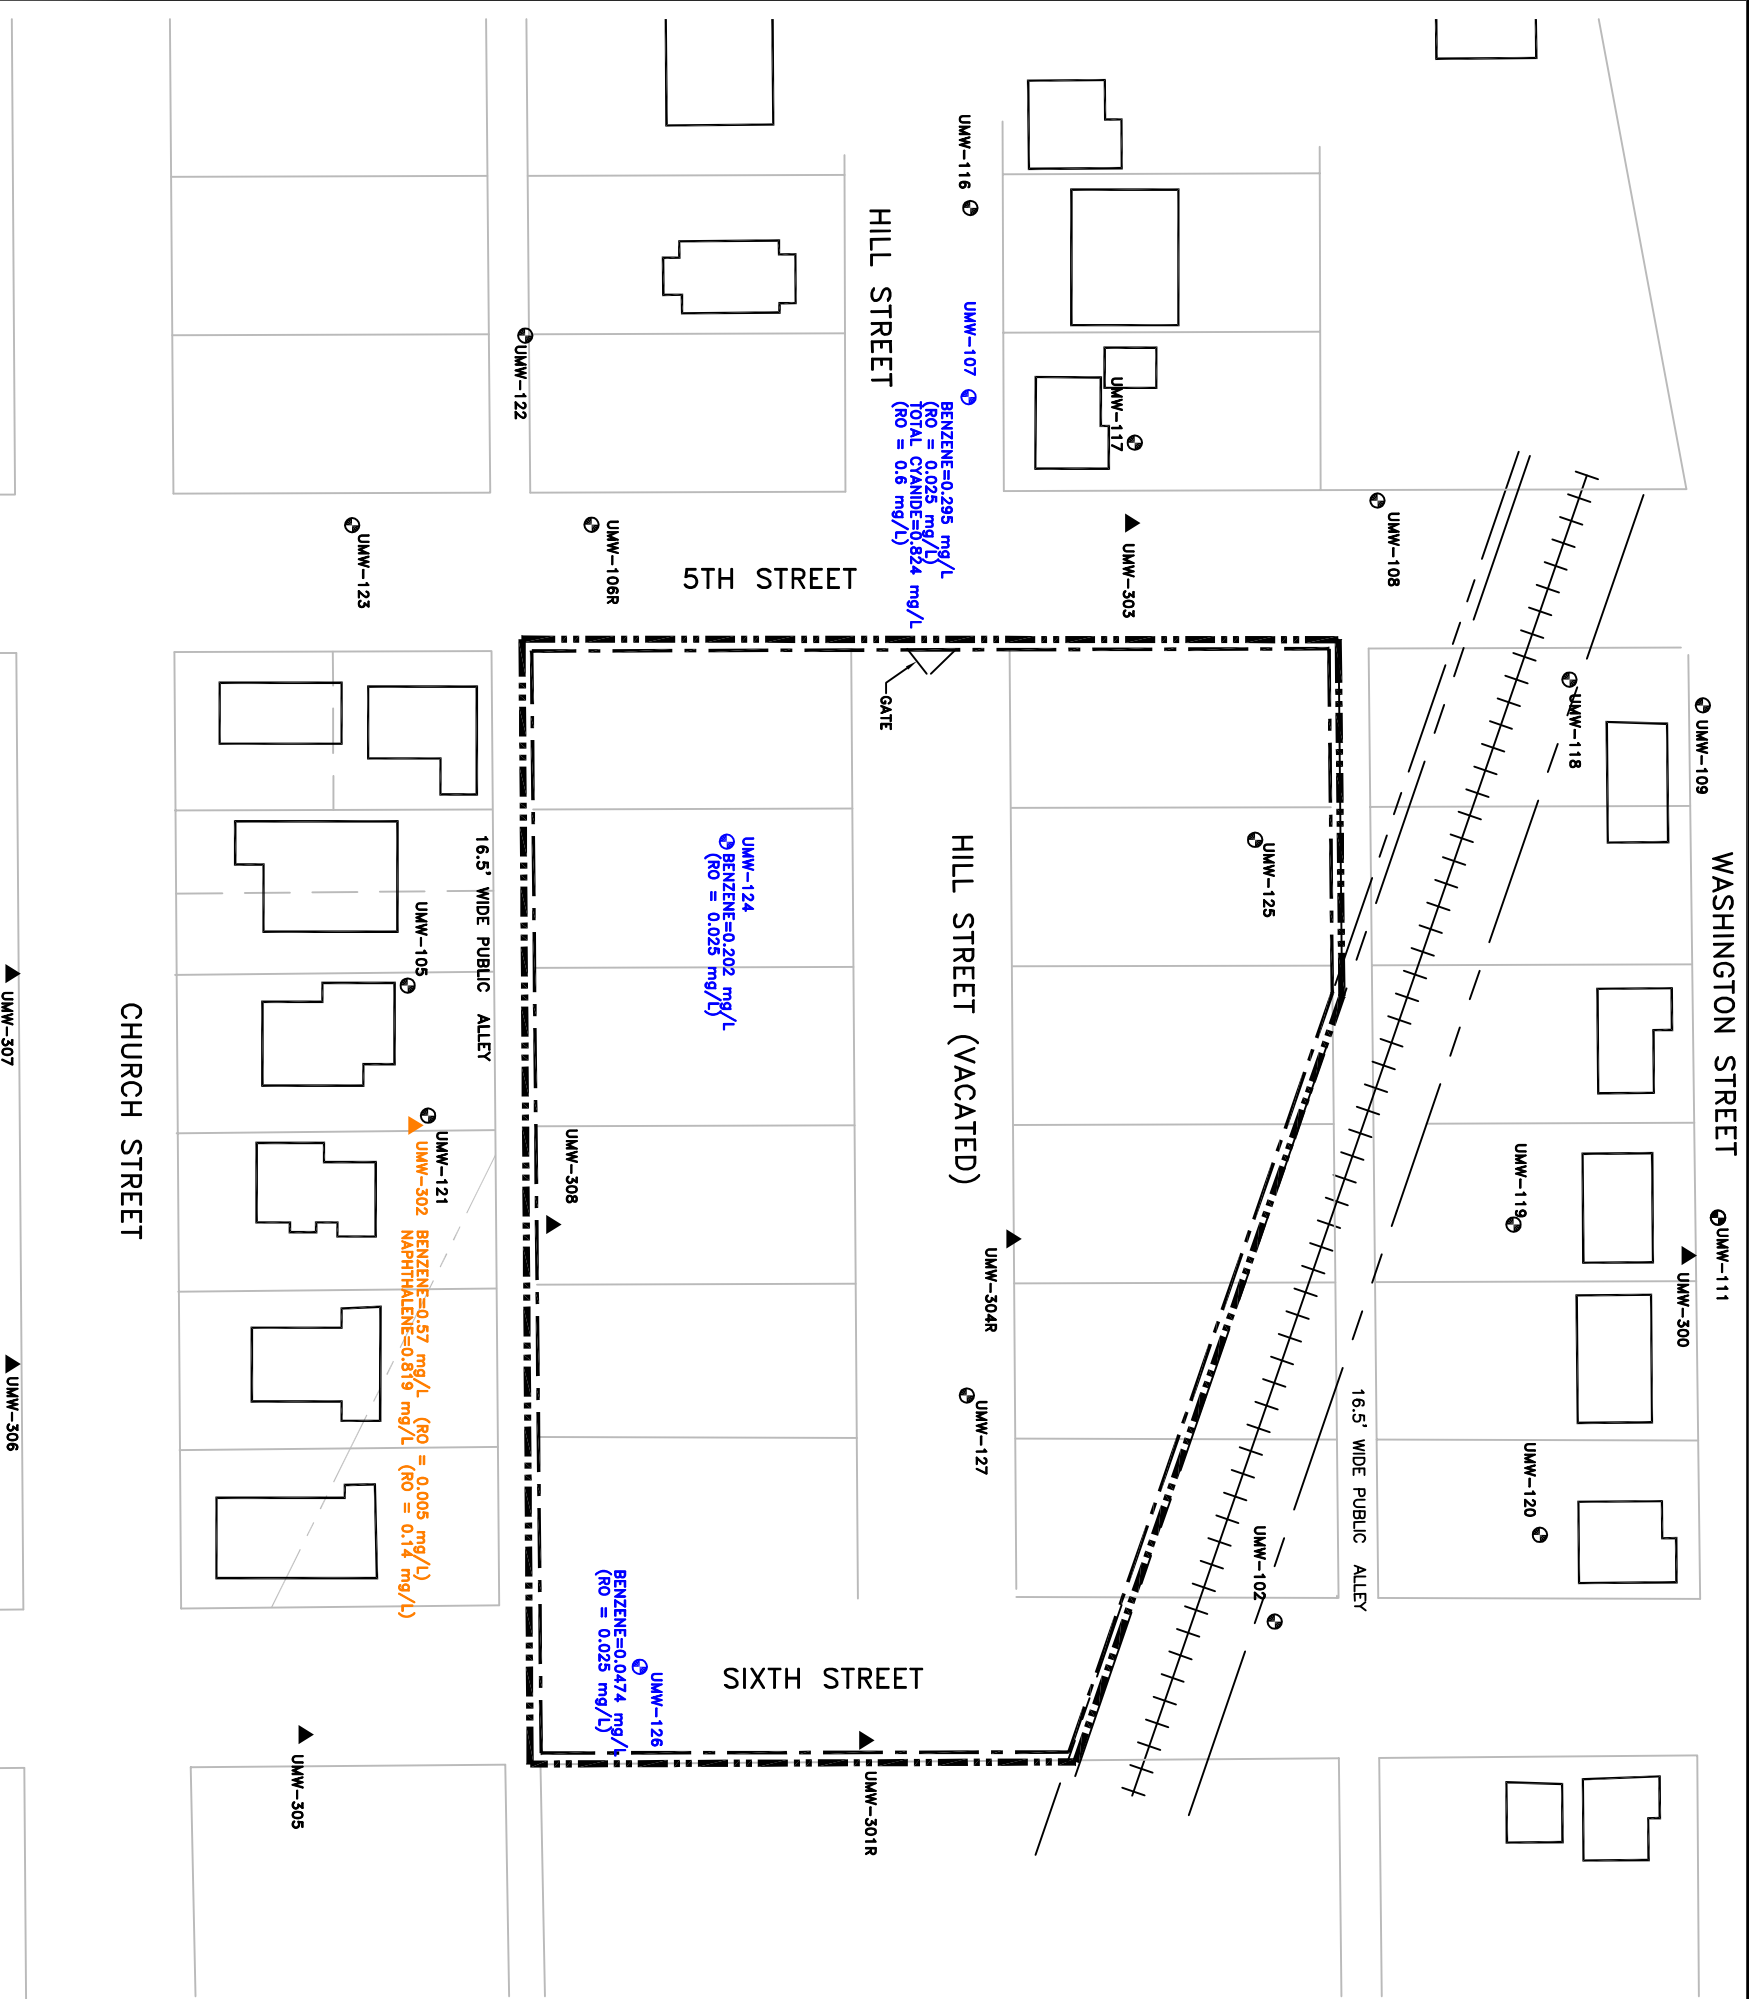 UMW-116
HILL STREET
UMW-107
BENZENE=0.295 mg/L
(RO = 0.025 mg/L)
TOTAL CYANIDE=0.824 mg/L
(RO = 0.6 mg/L)
UMW-117
UMW-122
UMW-123
UMW-106R
5TH STREET
UMW-303
UMW-108
GATE
UMW-118
UMW-109
WASHINGTON STREET
16.5' WIDE PUBLIC ALLEY
UMW-105
UMW-124
BENZENE=0.202 mg/L
(RO = 0.025 mg/L)
HILL STREET (VACATED)
UMW-125
UMW-307
CHURCH STREET
UMW-121
UMW-302 BENZENE=0.57 mg/L (RO = 0.005 mg/L)
NAPHTHALENE=0.819 mg/L (RO = 0.14 mg/L)
UMW-308
UMW-304R
UMW-119
UMW-111
UMW-300
UMW-306
UMW-127
16.5' WIDE PUBLIC ALLEY
UMW-120
UMW-102
UMW-126
BENZENE=0.0474 mg/L
(RO = 0.025 mg/L)
SIXTH STREET
UMW-305
UMW-301R